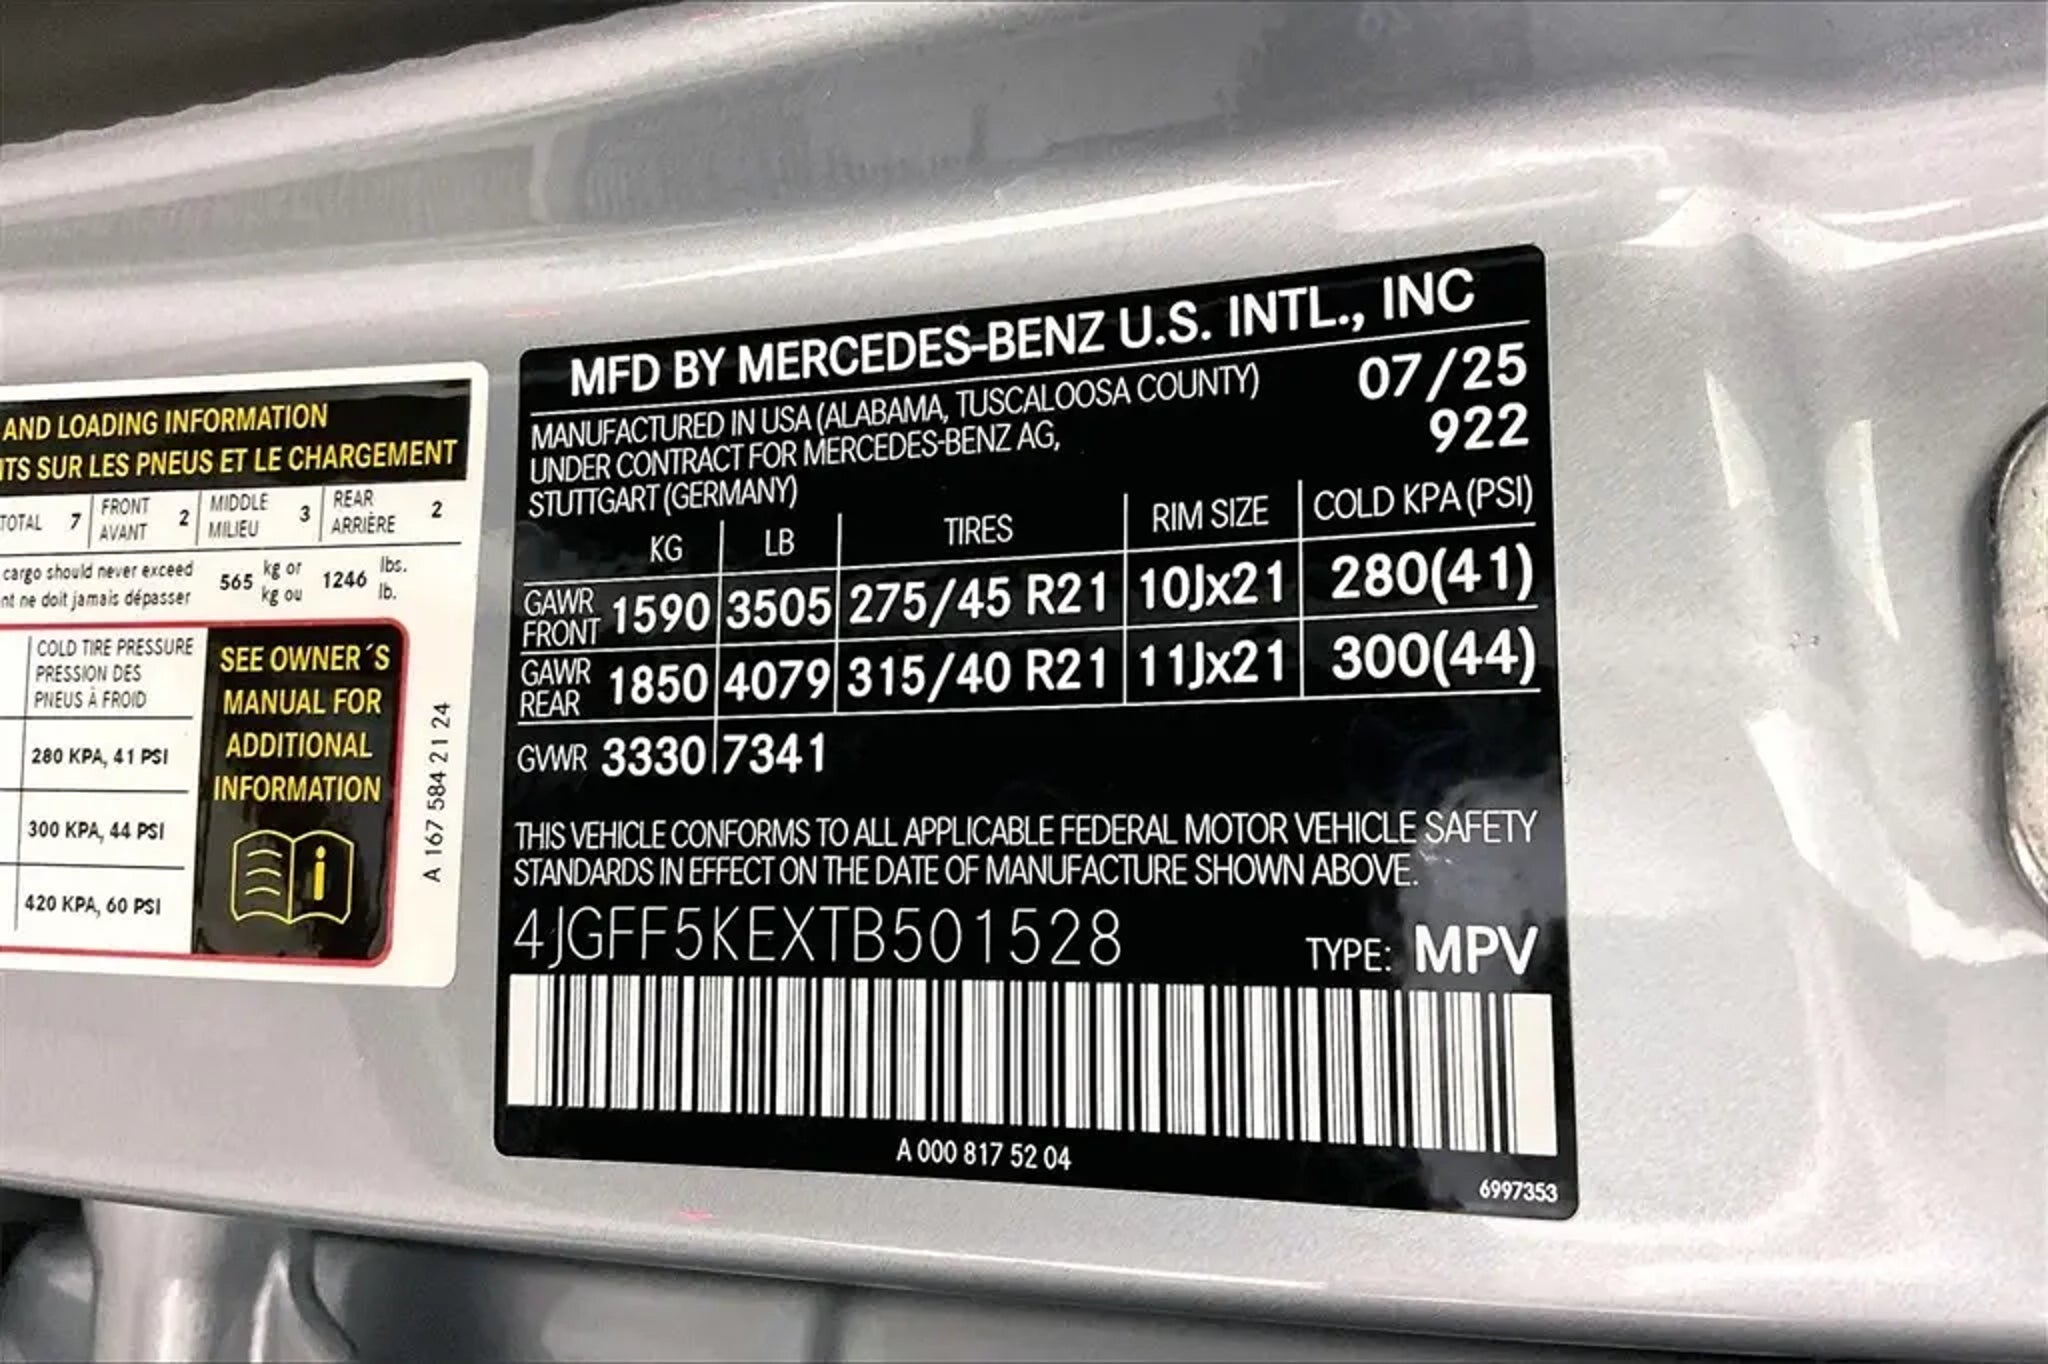 AND LOADING INFORMATION
NTS SUR LES PNEUS ET LE CHARGEMENT
TOTAL 7 FRONT AVANT 2 MIDDLE MILIEU 3 REAR ARRIÈRE 2
cargo should never exceed
ne doit jamais dépasser
565 kg or kg ou 1246 lbs. lb.
COLD TIRE PRESSURE
PRESSION DES
PNEUS À FROID
280 KPA, 41 PSI
300 KPA, 44 PSI
420 KPA, 60 PSI
SEE OWNER´S
MANUAL FOR
ADDITIONAL
INFORMATION
A 167 584 21 24
MFD BY MERCEDES-BENZ U.S. INTL., INC
MANUFACTURED IN USA (ALABAMA, TUSCALOOSA COUNTY)
UNDER CONTRACT FOR MERCEDES-BENZ AG,
STUTTGART (GERMANY)
07/25
922
KG LB TIRES RIM SIZE COLD KPA (PSI)
GAWR FRONT 1590 3505 275/45 R21 10Jx21 280(41)
GAWR REAR 1850 4079 315/40 R21 11Jx21 300(44)
GVWR 3330 7341
THIS VEHICLE CONFORMS TO ALL APPLICABLE FEDERAL MOTOR VEHICLE SAFETY
STANDARDS IN EFFECT ON THE DATE OF MANUFACTURE SHOWN ABOVE.
4JGFF5KEXTB501528 TYPE: MPV
A 000 817 52 04
6997353